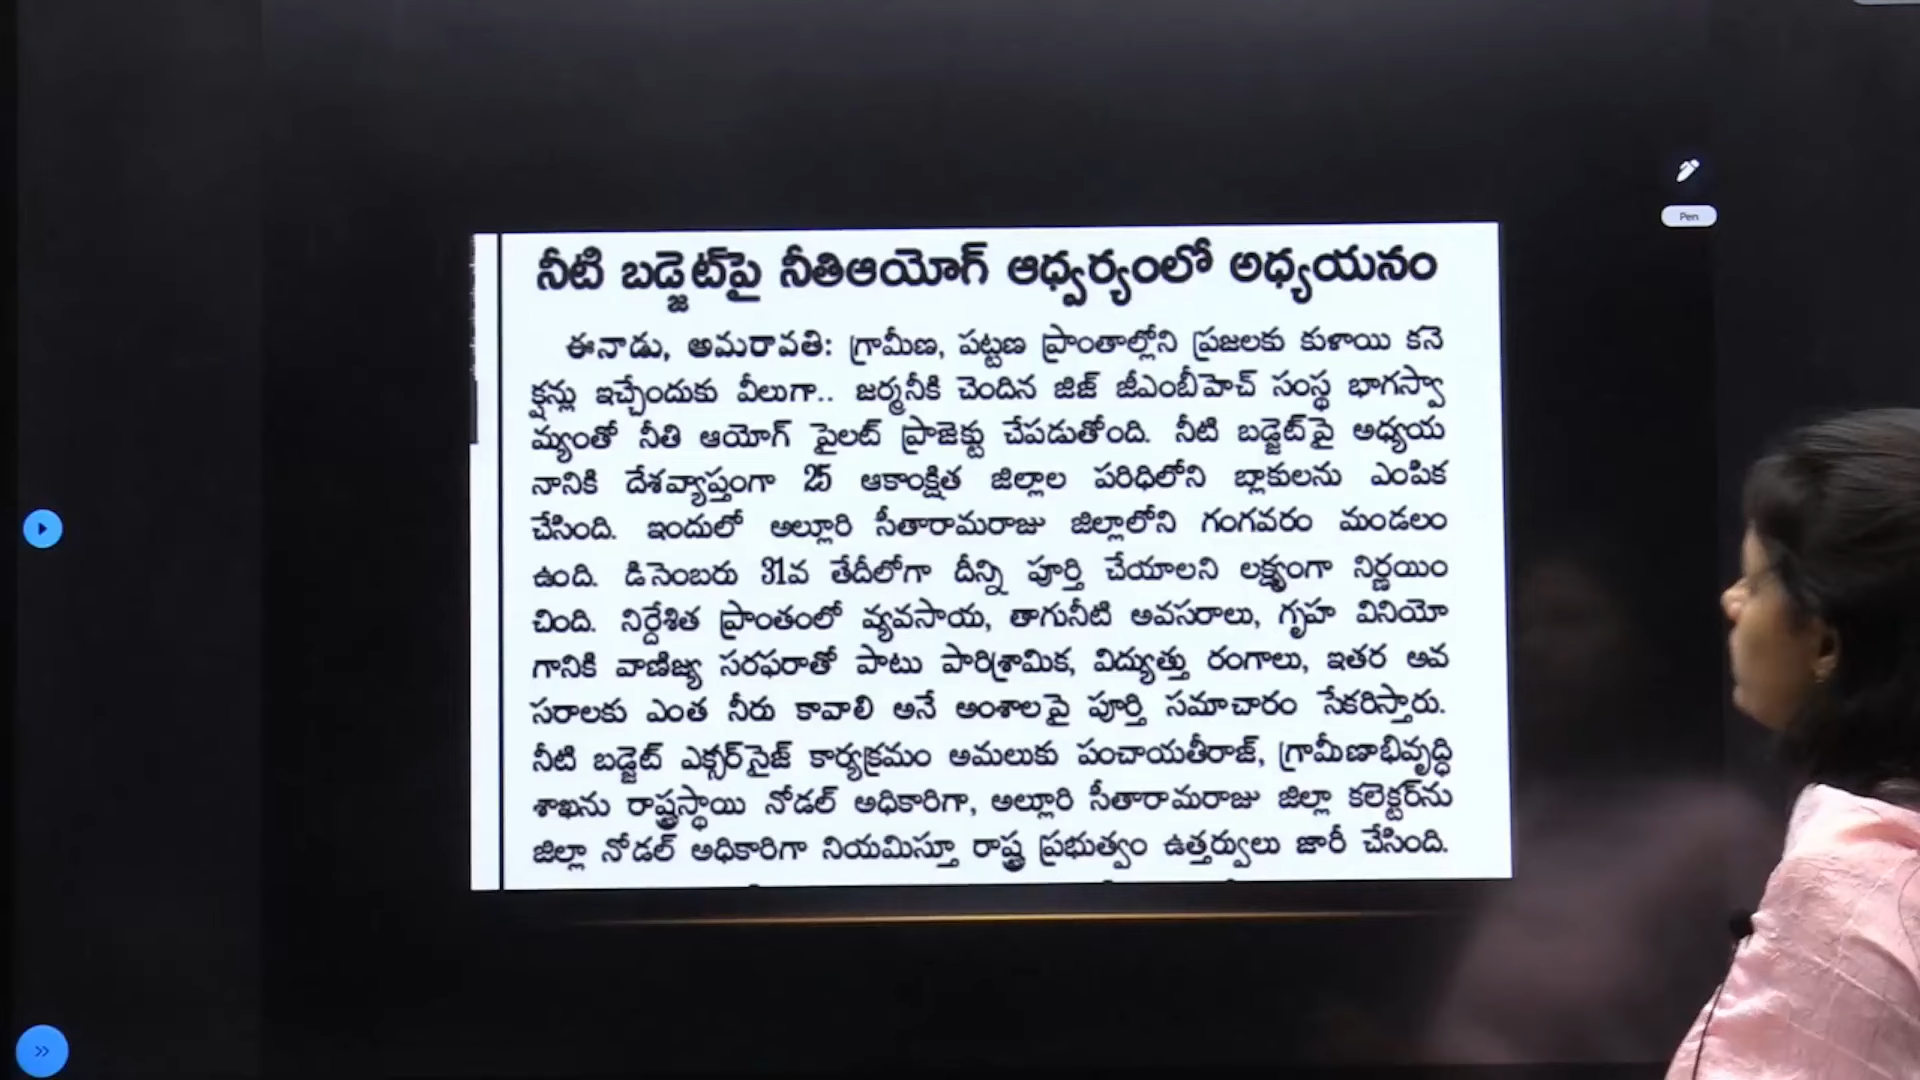 Pen
నీటి బడ్జెట్‌పై నీతిఆయోగ్ ఆధ్వర్యంలో అధ్యయనం
ఈనాడు, అమరావతి: గ్రామీణ, పట్టణ ప్రాంతాల్లోని ప్రజలకు కుళాయి కనె
క్షన్లు ఇచ్చేందుకు వీలుగా.. జర్మనీకి చెందిన జిజ్ జీఎంబీహెచ్ సంస్థ భాగస్వా
మ్యంతో నీతి ఆయోగ్ పైలట్ ప్రాజెక్టు చేపడుతోంది. నీటి బడ్జెట్‌పై అధ్యయ
నానికి దేశవ్యాప్తంగా 25 ఆకాంక్షిత జిల్లాల పరిధిలోని బ్లాకులను ఎంపిక
చేసింది. ఇందులో అల్లూరి సీతారామరాజు జిల్లాలోని గంగవరం మండలం
ఉంది. డిసెంబరు 31వ తేదీలోగా దీన్ని పూర్తి చేయాలని లక్ష్యంగా నిర్ణయిం
చింది. నిర్దేశిత ప్రాంతంలో వ్యవసాయ, తాగునీటి అవసరాలు, గృహ వినియో
గానికి వాణిజ్య సరఫరాతో పాటు పారిశ్రామిక, విద్యుత్తు రంగాలు, ఇతర అవ
సరాలకు ఎంత నీరు కావాలి అనే అంశాలపై పూర్తి సమాచారం సేకరిస్తారు.
నీటి బడ్జెట్ ఎక్సర్‌సైజ్ కార్యక్రమం అమలుకు పంచాయతీరాజ్, గ్రామీణాభివృద్ధి
శాఖను రాష్ట్రస్థాయి నోడల్ అధికారిగా, అల్లూరి సీతారామరాజు జిల్లా కలెక్టర్‌ను
జిల్లా నోడల్ అధికారిగా నియమిస్తూ రాష్ట్ర ప్రభుత్వం ఉత్తర్వులు జారీ చేసింది.